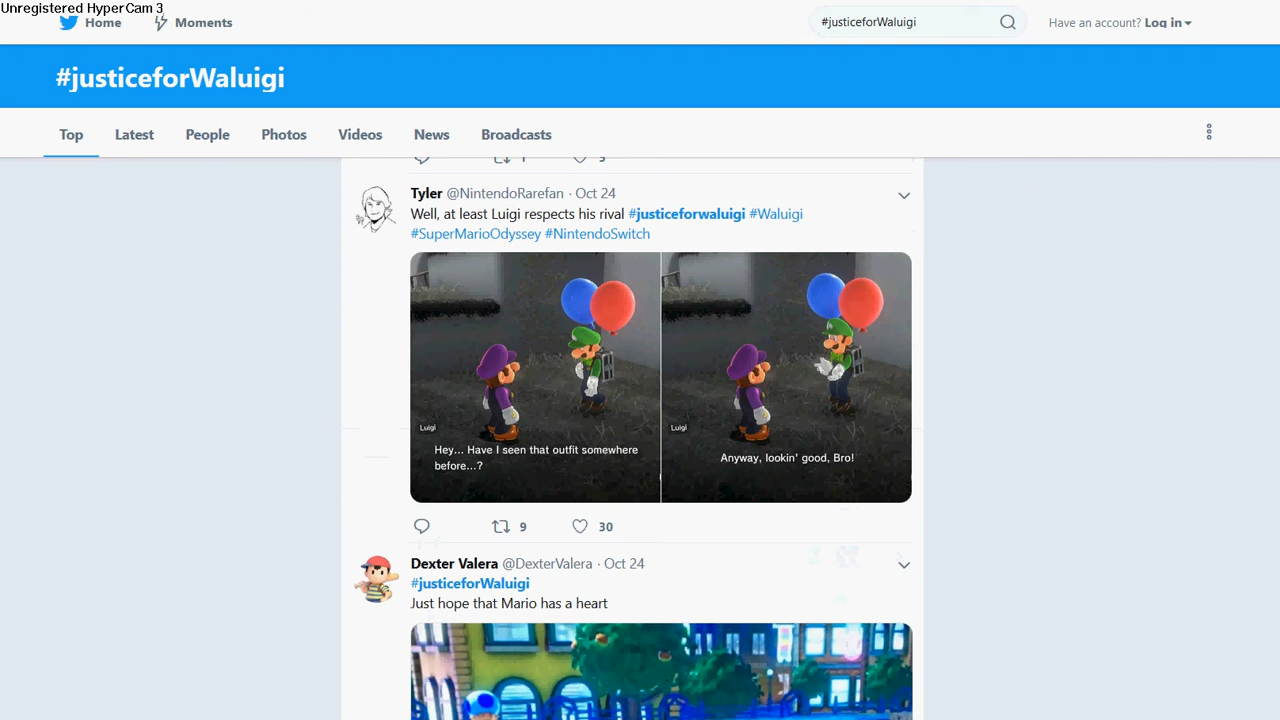 Unregistered HyperCam 3
Home
Moments
#justiceforWaluigi
Have an account? Log in
#justiceforWaluigi
Top
Latest
People
Photos
Videos
News
Broadcasts
Tyler @NintendoRarefan · Oct 24
Well, at least Luigi respects his rival #justiceforwaluigi #Waluigi
#SuperMarioOdyssey #NintendoSwitch
Luigi
Hey... Have I seen that outfit somewhere
before...?
Luigi
Anyway, lookin' good, Bro!
9
30
Dexter Valera @DexterValera · Oct 24
#justiceforWaluigi
Just hope that Mario has a heart